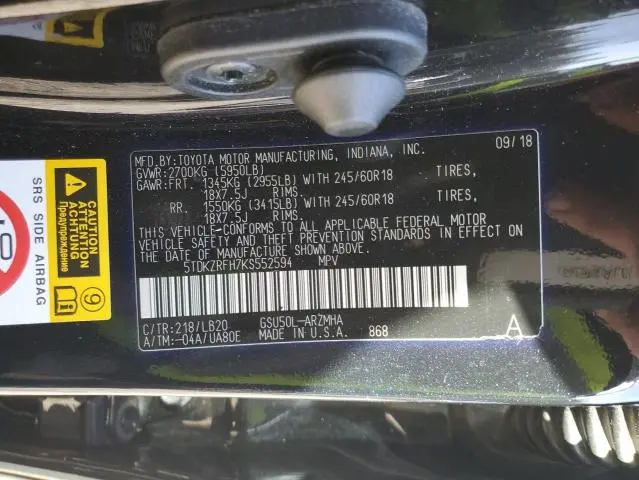 MFD.BY:TOYOTA MOTOR MANUFACTURING, INDIANA, INC. 09/18
GVWR:2700KG (5950LB)
GAWR:FRT. 1345KG (2955LB) WITH 245/60R18 TIRES,
18X7.5J RIMS.
RR. 1550KG (3415LB) WITH 245/60R18 TIRES,
18X7.5J RIMS.
THIS VEHICLE-CONFORMS TO ALL APPLICABLE FEDERAL MOTOR
VEHICLE SAFETY AND THEFT PREVENTION STANDARDS IN EFFECT ON
THE DATE OF MANUFACTURE SHOWN ABOVE.
5TDKZRFH7KS552594 MPV
C/TR:218/LB20 GSU50L-ARZMHA
A/TM:-04A/UA80E MADE IN U.S.A. 868 A
SRS SIDE AIRBAG
ATTENTION
ACHTUNG
Предупреждение
9